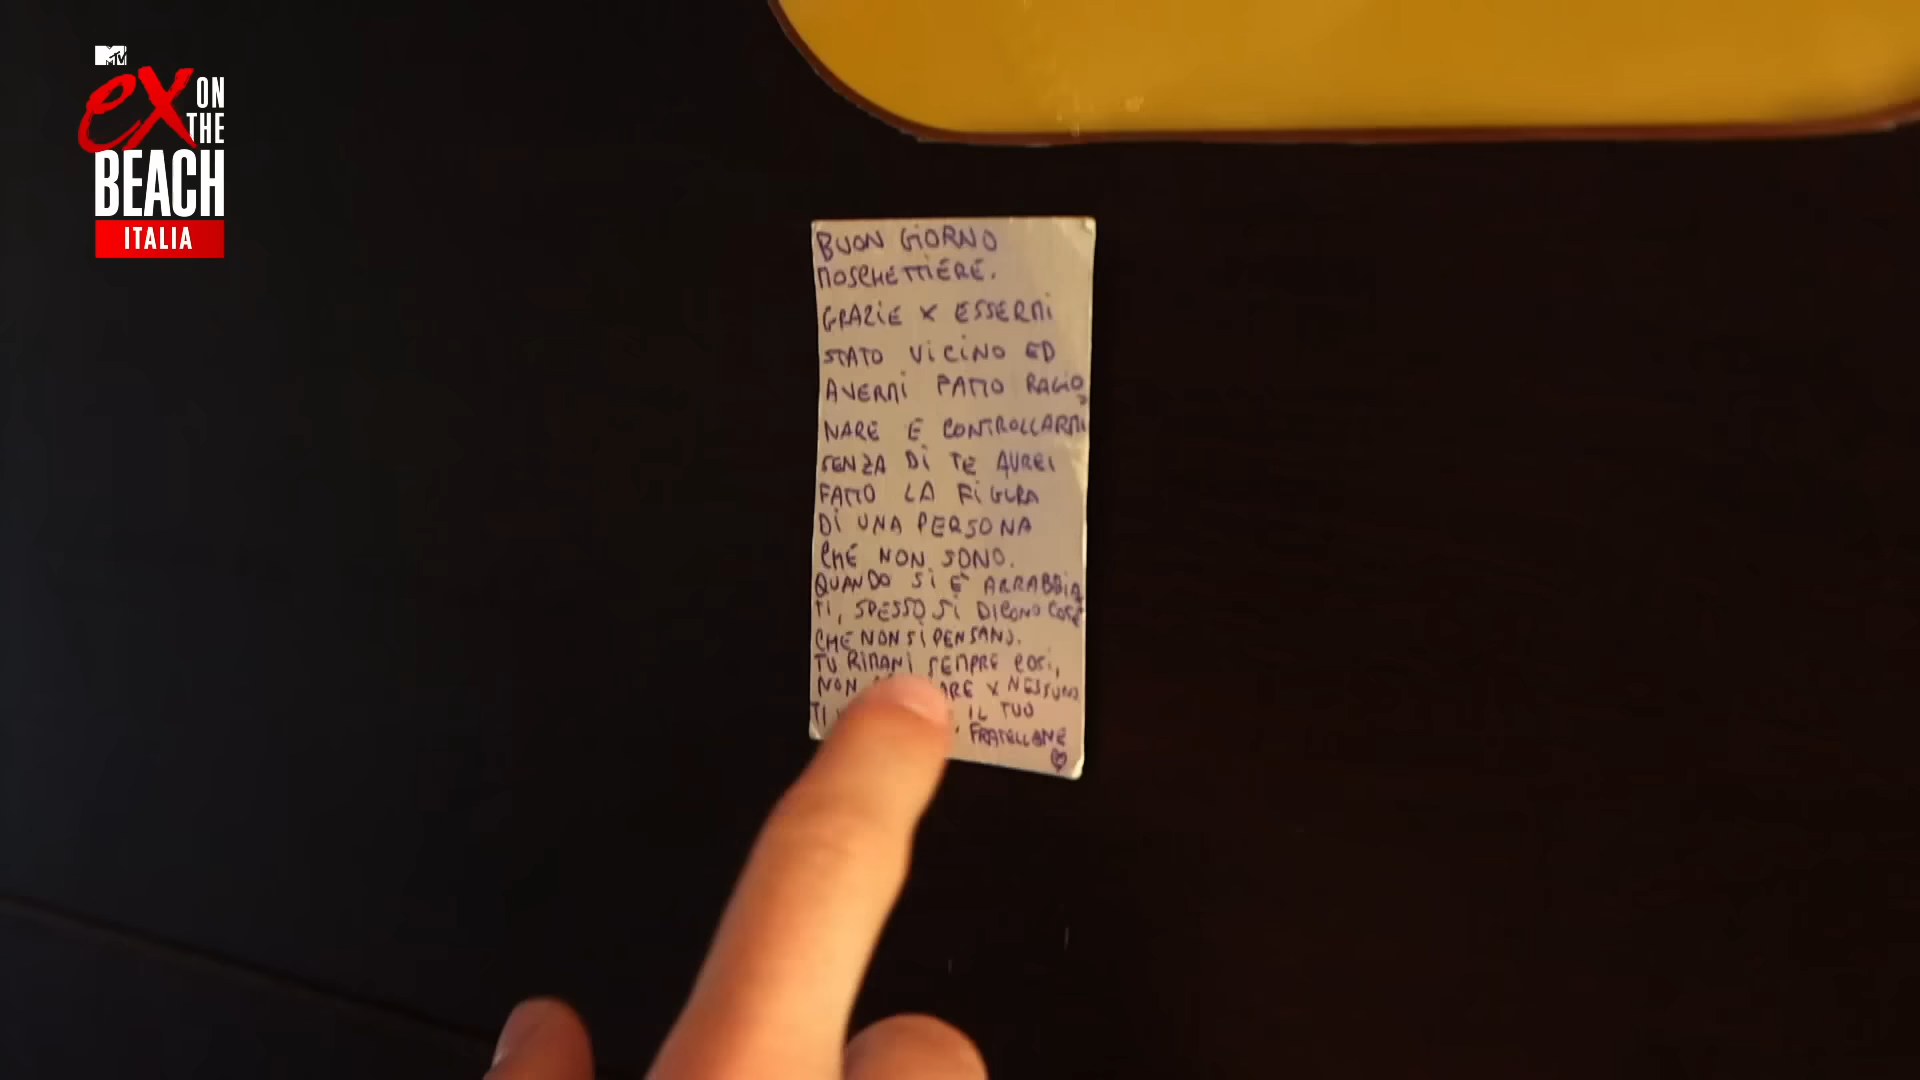 MTV
ex ON
THE
BEACH
ITALIA
BUON GiORNO
MOSCHETTiERE.
GRAZiE X ESSERMi
STATO ViCiNO ED
AVERMi FATTO RAGiO
NARE E CONTROLLARMi
SENZA Di TE AVREI
FATTO LA FiGURA
Di UNA PERSONA
CHE NON SONO.
QUANDO Si È ARRABBiA
TI, SPESSO Si DiCONO COSE
CHE NON Si PENSANO.
TU RiMANi SEMPRE COSi,
NON X NESSUNO
TI IL TUO
FRATELLONE